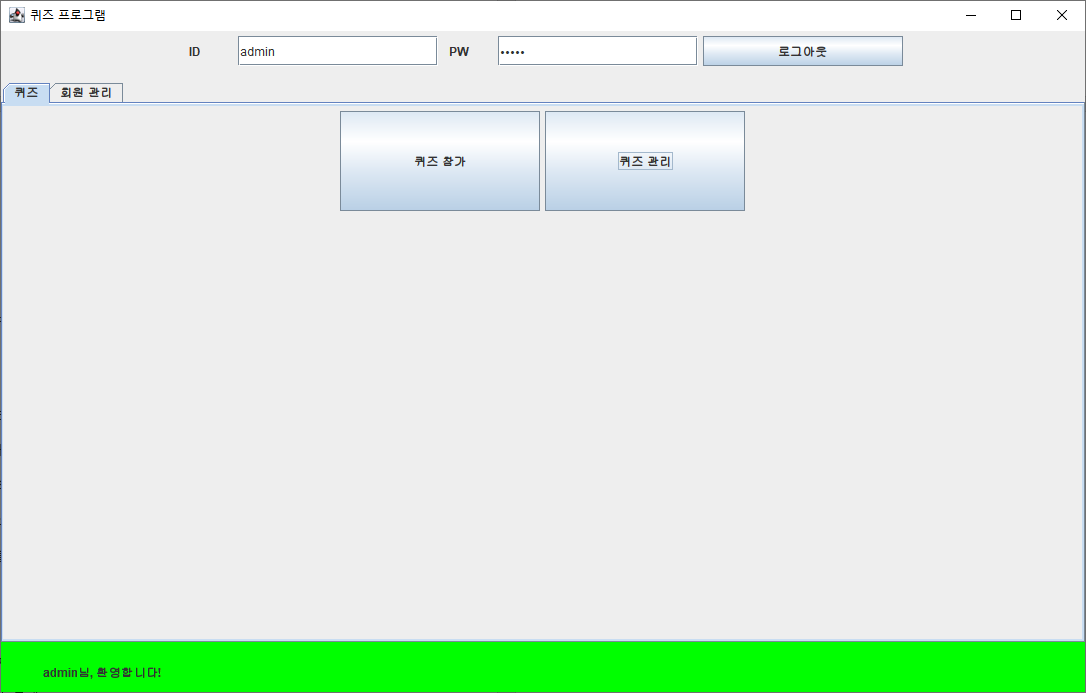 퀴즈 프로그램
ID admin PW ••••• 로그아웃
퀴즈 회원 관리
퀴즈 참가 퀴즈 관리
admin님, 환영합니다!